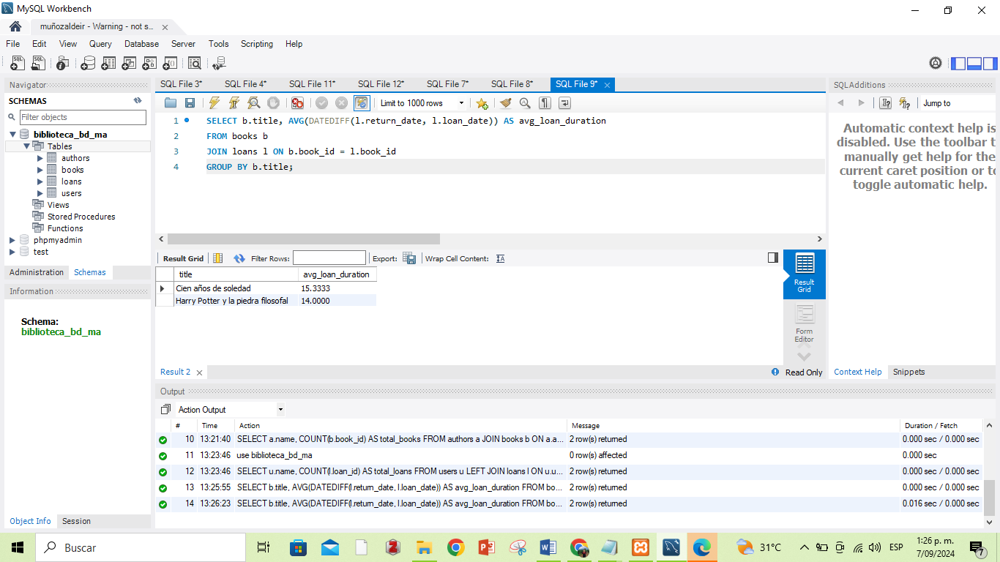 MySQL Workbench
muñozaldeir - Warning - not s...
File Edit View Query Database Server Tools Scripting Help
Navigator
SCHEMAS
Filter objects
biblioteca_bd_ma
Tables
authors
books
loans
users
Views
Stored Procedures
Functions
phpmyadmin
test
Administration Schemas
Information
Schema:
biblioteca_bd_ma
Object Info Session
SQL File 3* SQL File 4* SQL File 11* SQL File 12* SQL File 7* SQL File 8* SQL File 9*
Limit to 1000 rows
1 SELECT b.title, AVG(DATEDIFF(l.return_date, l.loan_date)) AS avg_loan_duration
2 FROM books b
3 JOIN loans l ON b.book_id = l.book_id
4 GROUP BY b.title;
Result Grid Filter Rows: Export: Wrap Cell Content:
title avg_loan_duration
Cien años de soledad 15.3333
Harry Potter y la piedra filosofal 14.0000
Result Grid
Form Editor
Result 2 Read Only
SQLAdditions
Jump to
Automatic context help is
disabled. Use the toolbar t
manually get help for the
current caret position or to
toggle automatic help.
Context Help Snippets
Output
Action Output
# Time Action Message Duration / Fetch
10 13:21:40 SELECT a.name, COUNT(b.book_id) AS total_books FROM authors a JOIN books b ON a.a... 2 row(s) returned 0.000 sec / 0.000 sec
11 13:23:46 use biblioteca_bd_ma 0 row(s) affected 0.000 sec
12 13:23:46 SELECT u.name, COUNT(l.loan_id) AS total_loans FROM users u LEFT JOIN loans l ON u.u... 2 row(s) returned 0.000 sec / 0.000 sec
13 13:25:55 SELECT b.title, AVG(DATEDIFF(l.return_date, l.loan_date)) AS avg_loan_duration FROM bo... 2 row(s) returned 0.000 sec / 0.000 sec
14 13:26:23 SELECT b.title, AVG(DATEDIFF(l.return_date, l.loan_date)) AS avg_loan_duration FROM bo... 2 row(s) returned 0.016 sec / 0.000 sec
Buscar
31°C
ESP
1:26 p. m.
7/09/2024
7